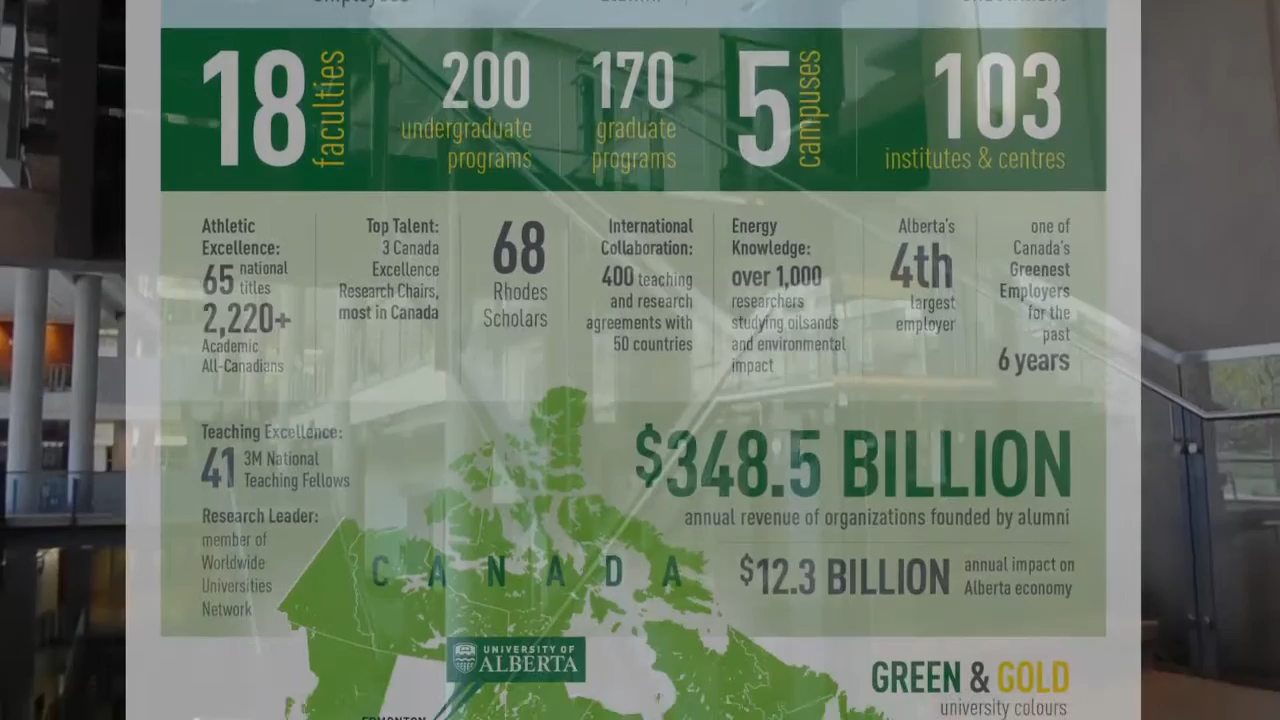 18 faculties
200
undergraduate
programs
170
graduate
programs
5 campuses
103
institutes & centres
Athletic
Excellence:
65 national
titles
2,220+
Academic
All-Canadians
Top Talent:
3 Canada
Excellence
Research Chairs,
most in Canada
68
Rhodes
Scholars
International
Collaboration:
400 teaching
and research
agreements with
50 countries
Energy
Knowledge:
over 1,000
researchers
studying oilsands
and environmental
impact
Alberta's
4th
largest
employer
one of
Canada's
Greenest
Employers
for the
past
6 years
Teaching Excellence:
41 3M National
Teaching Fellows
Research Leader:
member of
Worldwide
Universities
Network
$348.5 BILLION
annual revenue of organizations founded by alumni
$12.3 BILLION
annual impact on
Alberta economy
CANADA
UNIVERSITY OF
ALBERTA
EDMONTON
GREEN & GOLD
university colours